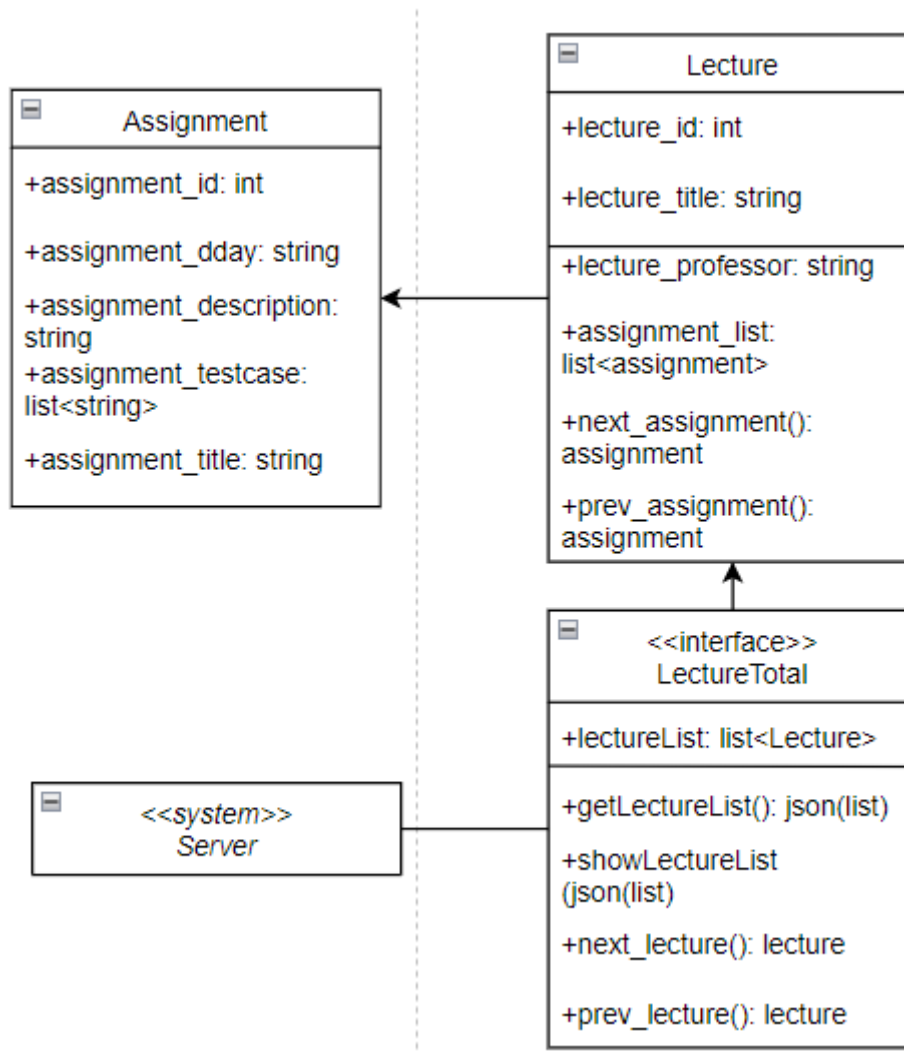 Assignment
+assignment_id: int
+assignment_dday: string
+assignment_description:
string
+assignment_testcase:
list<string>
+assignment_title: string
Lecture
+lecture_id: int
+lecture_title: string
+lecture_professor: string
+assignment_list:
list<assignment>
+next_assignment():
assignment
+prev_assignment():
assignment
<<interface>>
LectureTotal
+lectureList: list<Lecture>
+getLectureList(): json(list)
+showLectureList
(json(list)
+next_lecture(): lecture
+prev_lecture(): lecture
<<system>>
Server